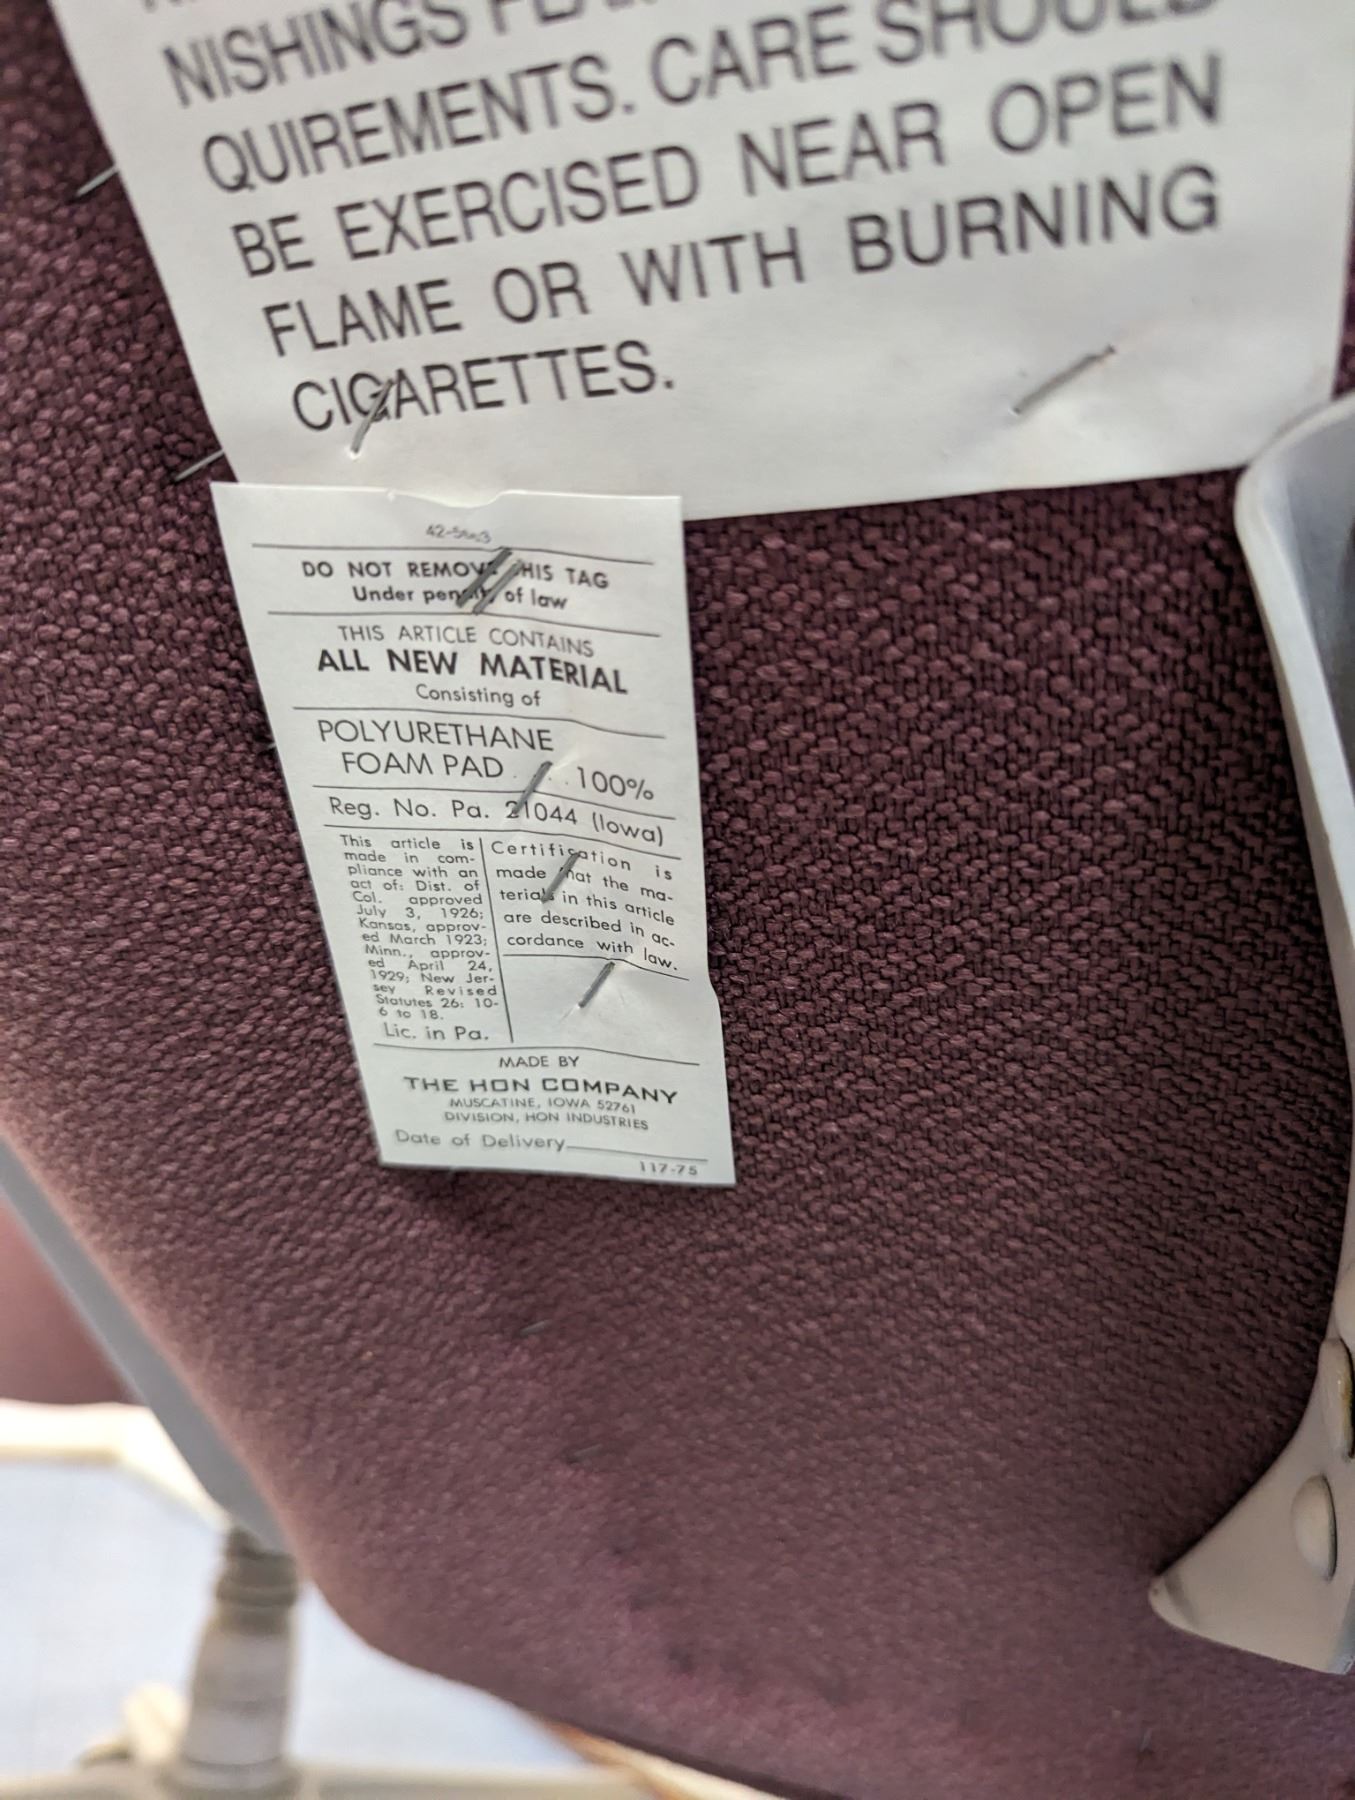 NISHINGS
QUIREMENTS. CARE SHOULD
BE EXERCISED NEAR OPEN
FLAME OR WITH BURNING
CIGARETTES.
DO NOT REMOVE THIS TAG
Under penalty of law
THIS ARTICLE CONTAINS
ALL NEW MATERIAL
Consisting of
POLYURETHANE
FOAM PAD . . . 100%
Reg. No. Pa. 21044 (Iowa)
This article is
made in com-
pliance with an
act of: Dist. of
Col. approved
July 3, 1926;
Kansas, approv-
ed March 1923;
Minn., approv-
ed April 24,
1929; New Jer-
sey Revised
Statutes 26: 10-
6 to 18.
Lic. in Pa.
Certification is
made that the ma-
terials in this article
are described in ac-
cordance with law.
MADE BY
THE HON COMPANY
MUSCATINE, IOWA 52761
DIVISION, HON INDUSTRIES
Date of Delivery
117-75